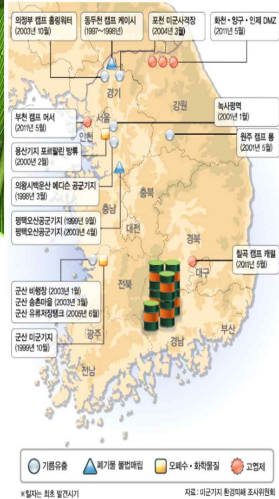 의정부 캠프 홀링워터
(2003년 10월)
동두천 캠프 케이시
(1997~1998년)
포천 미군사격장
(2004년 3월)
화천·양구·인제 DMZ
(2011년 5월)
경기
강원
서울
인천
부천 캠프 머서
(2011년 5월)
녹사평역
(2001년 1월)
용산기지 포르말린 방류
(2000년 2월)
원주 캠프 롱
(2001년 5월)
의왕시백운산 메디슨 공군기지
(1998년 3월)
충북
충남
평택오산공군기지 (1999년 9월)
평택오산공군기지 (2003년 4월)
대전
경북
칠곡 캠프 캐럴
(2011년 5월)
대구
군산 비행장 (2003년 1월)
군산 송촌마을 (2003년 3월)
군산 유류저장탱크 (2005년 6월)
전북
군산 미군기지
(1999년 10월)
광주
경남
부산
전남
기름유출
폐기물 불법매립
오폐수·화학물질
고엽제
※일자는 최초 발견시기
자료: 미군기지 환경피해 조사위원회